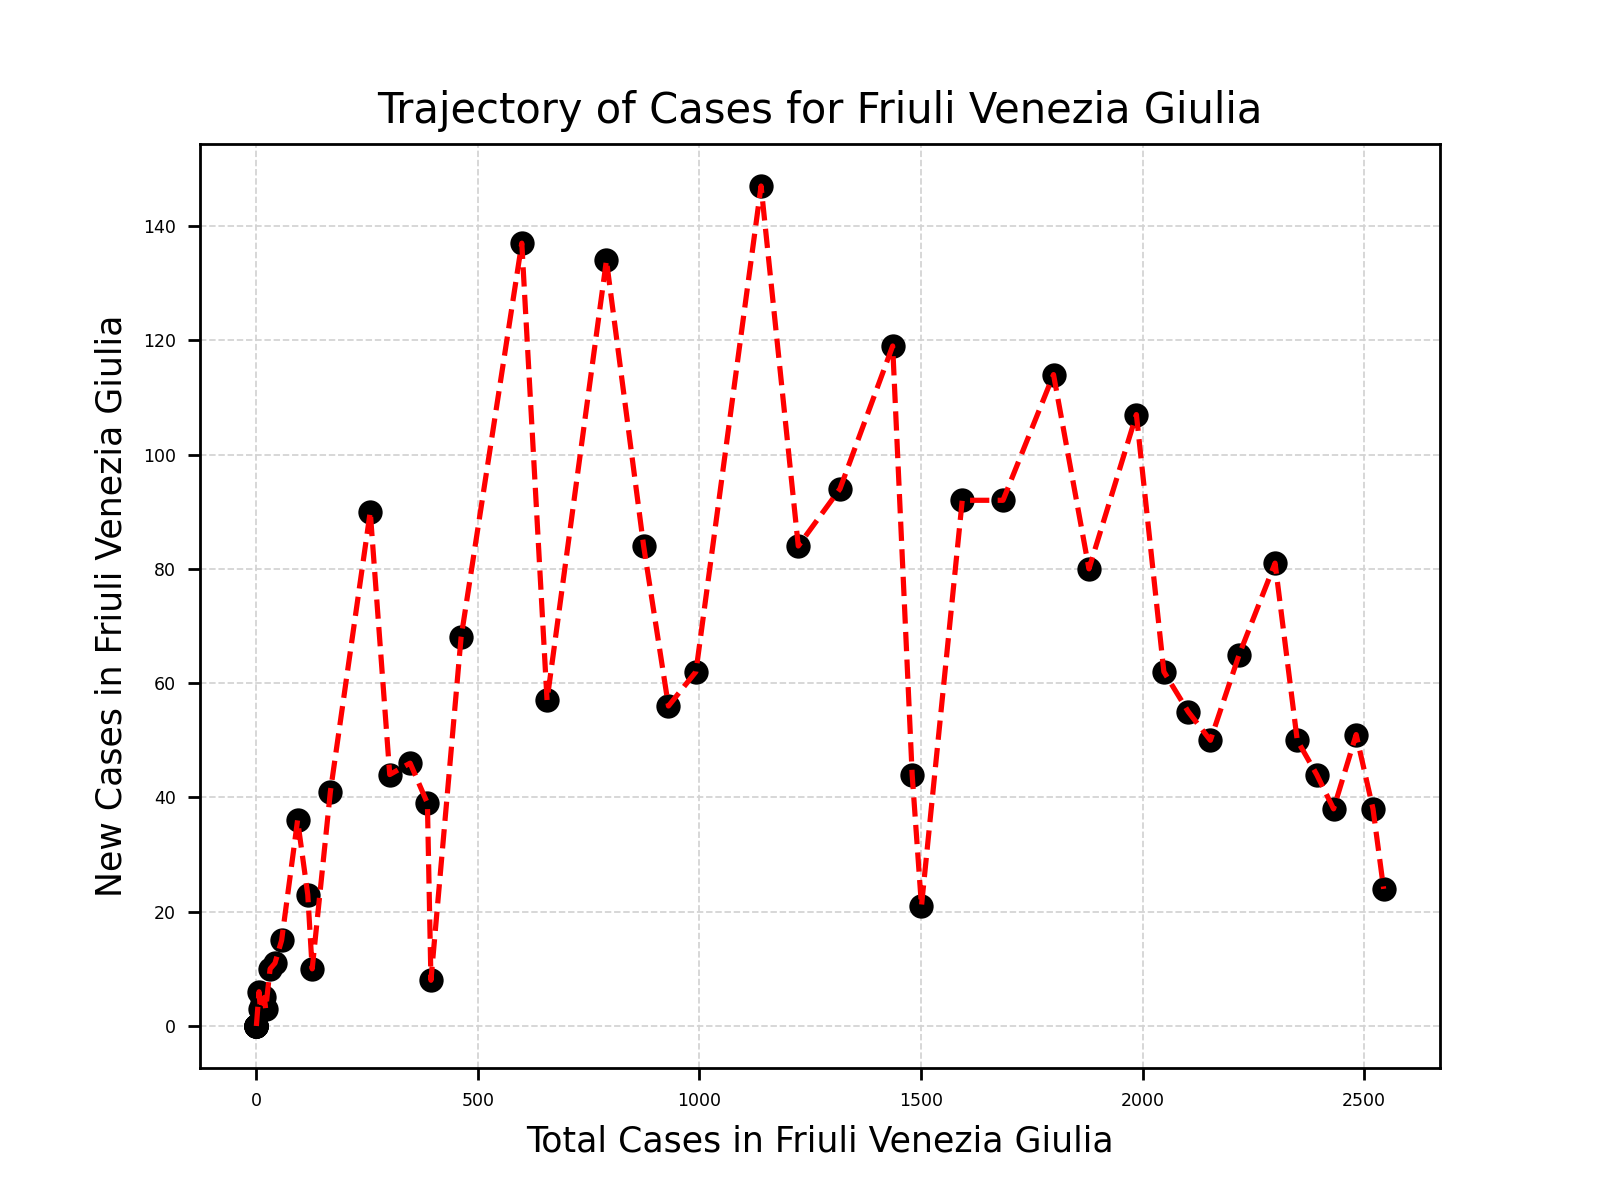 Trajectory of Cases for Friuli Venezia Giulia
New Cases in Friuli Venezia Giulia
140
120
100
80
60
40
20
0
0 500 1000 1500 2000 2500
Total Cases in Friuli Venezia Giulia